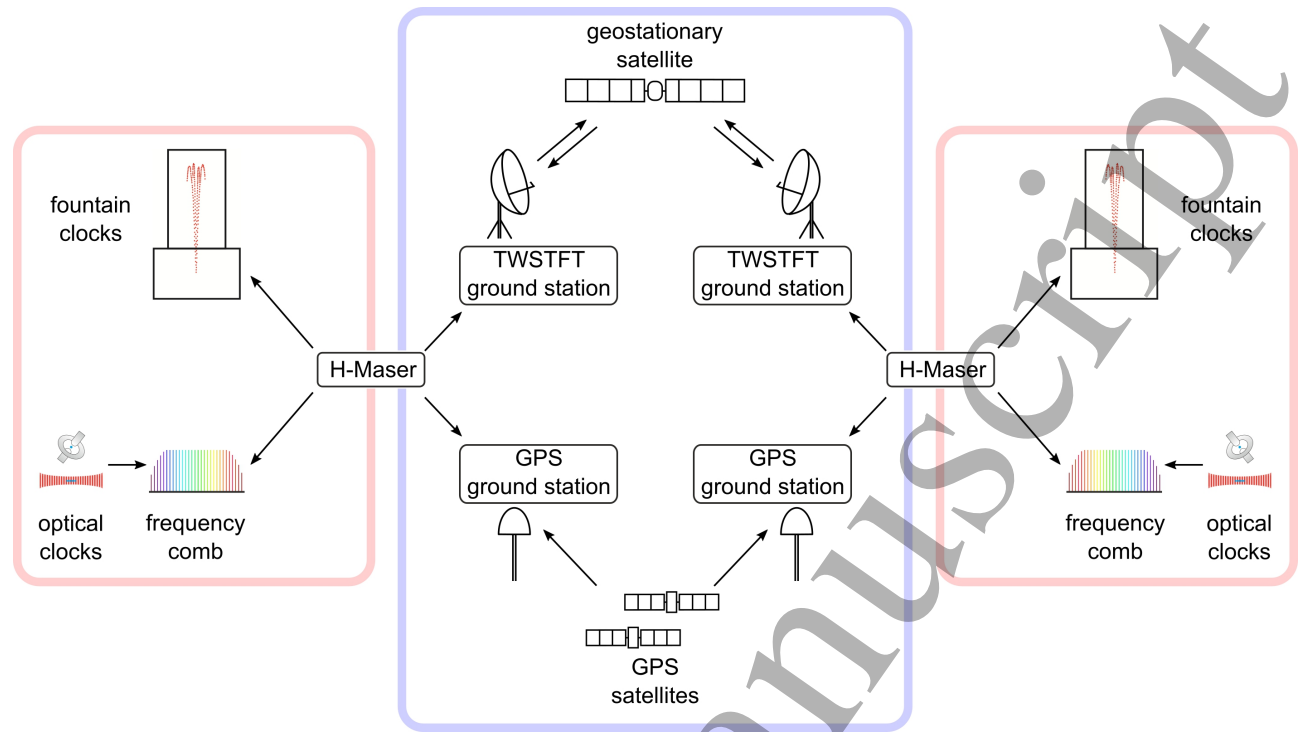 geostationary
satellite
fountain
clocks
TWSTFT
ground station
TWSTFT
ground station
fountain
clocks
H-Maser
H-Maser
GPS
ground station
GPS
ground station
optical
clocks
frequency
comb
frequency
comb
optical
clocks
GPS
satellites
anuscript